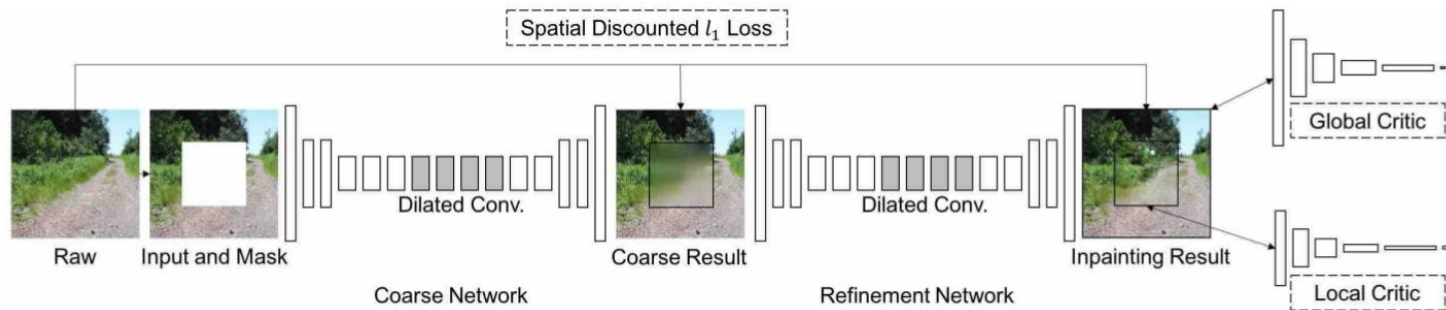 Spatial Discounted l₁ Loss
Global Critic
Dilated Conv.
Dilated Conv.
Raw
Input and Mask
Coarse Result
Inpainting Result
Coarse Network
Refinement Network
Local Critic